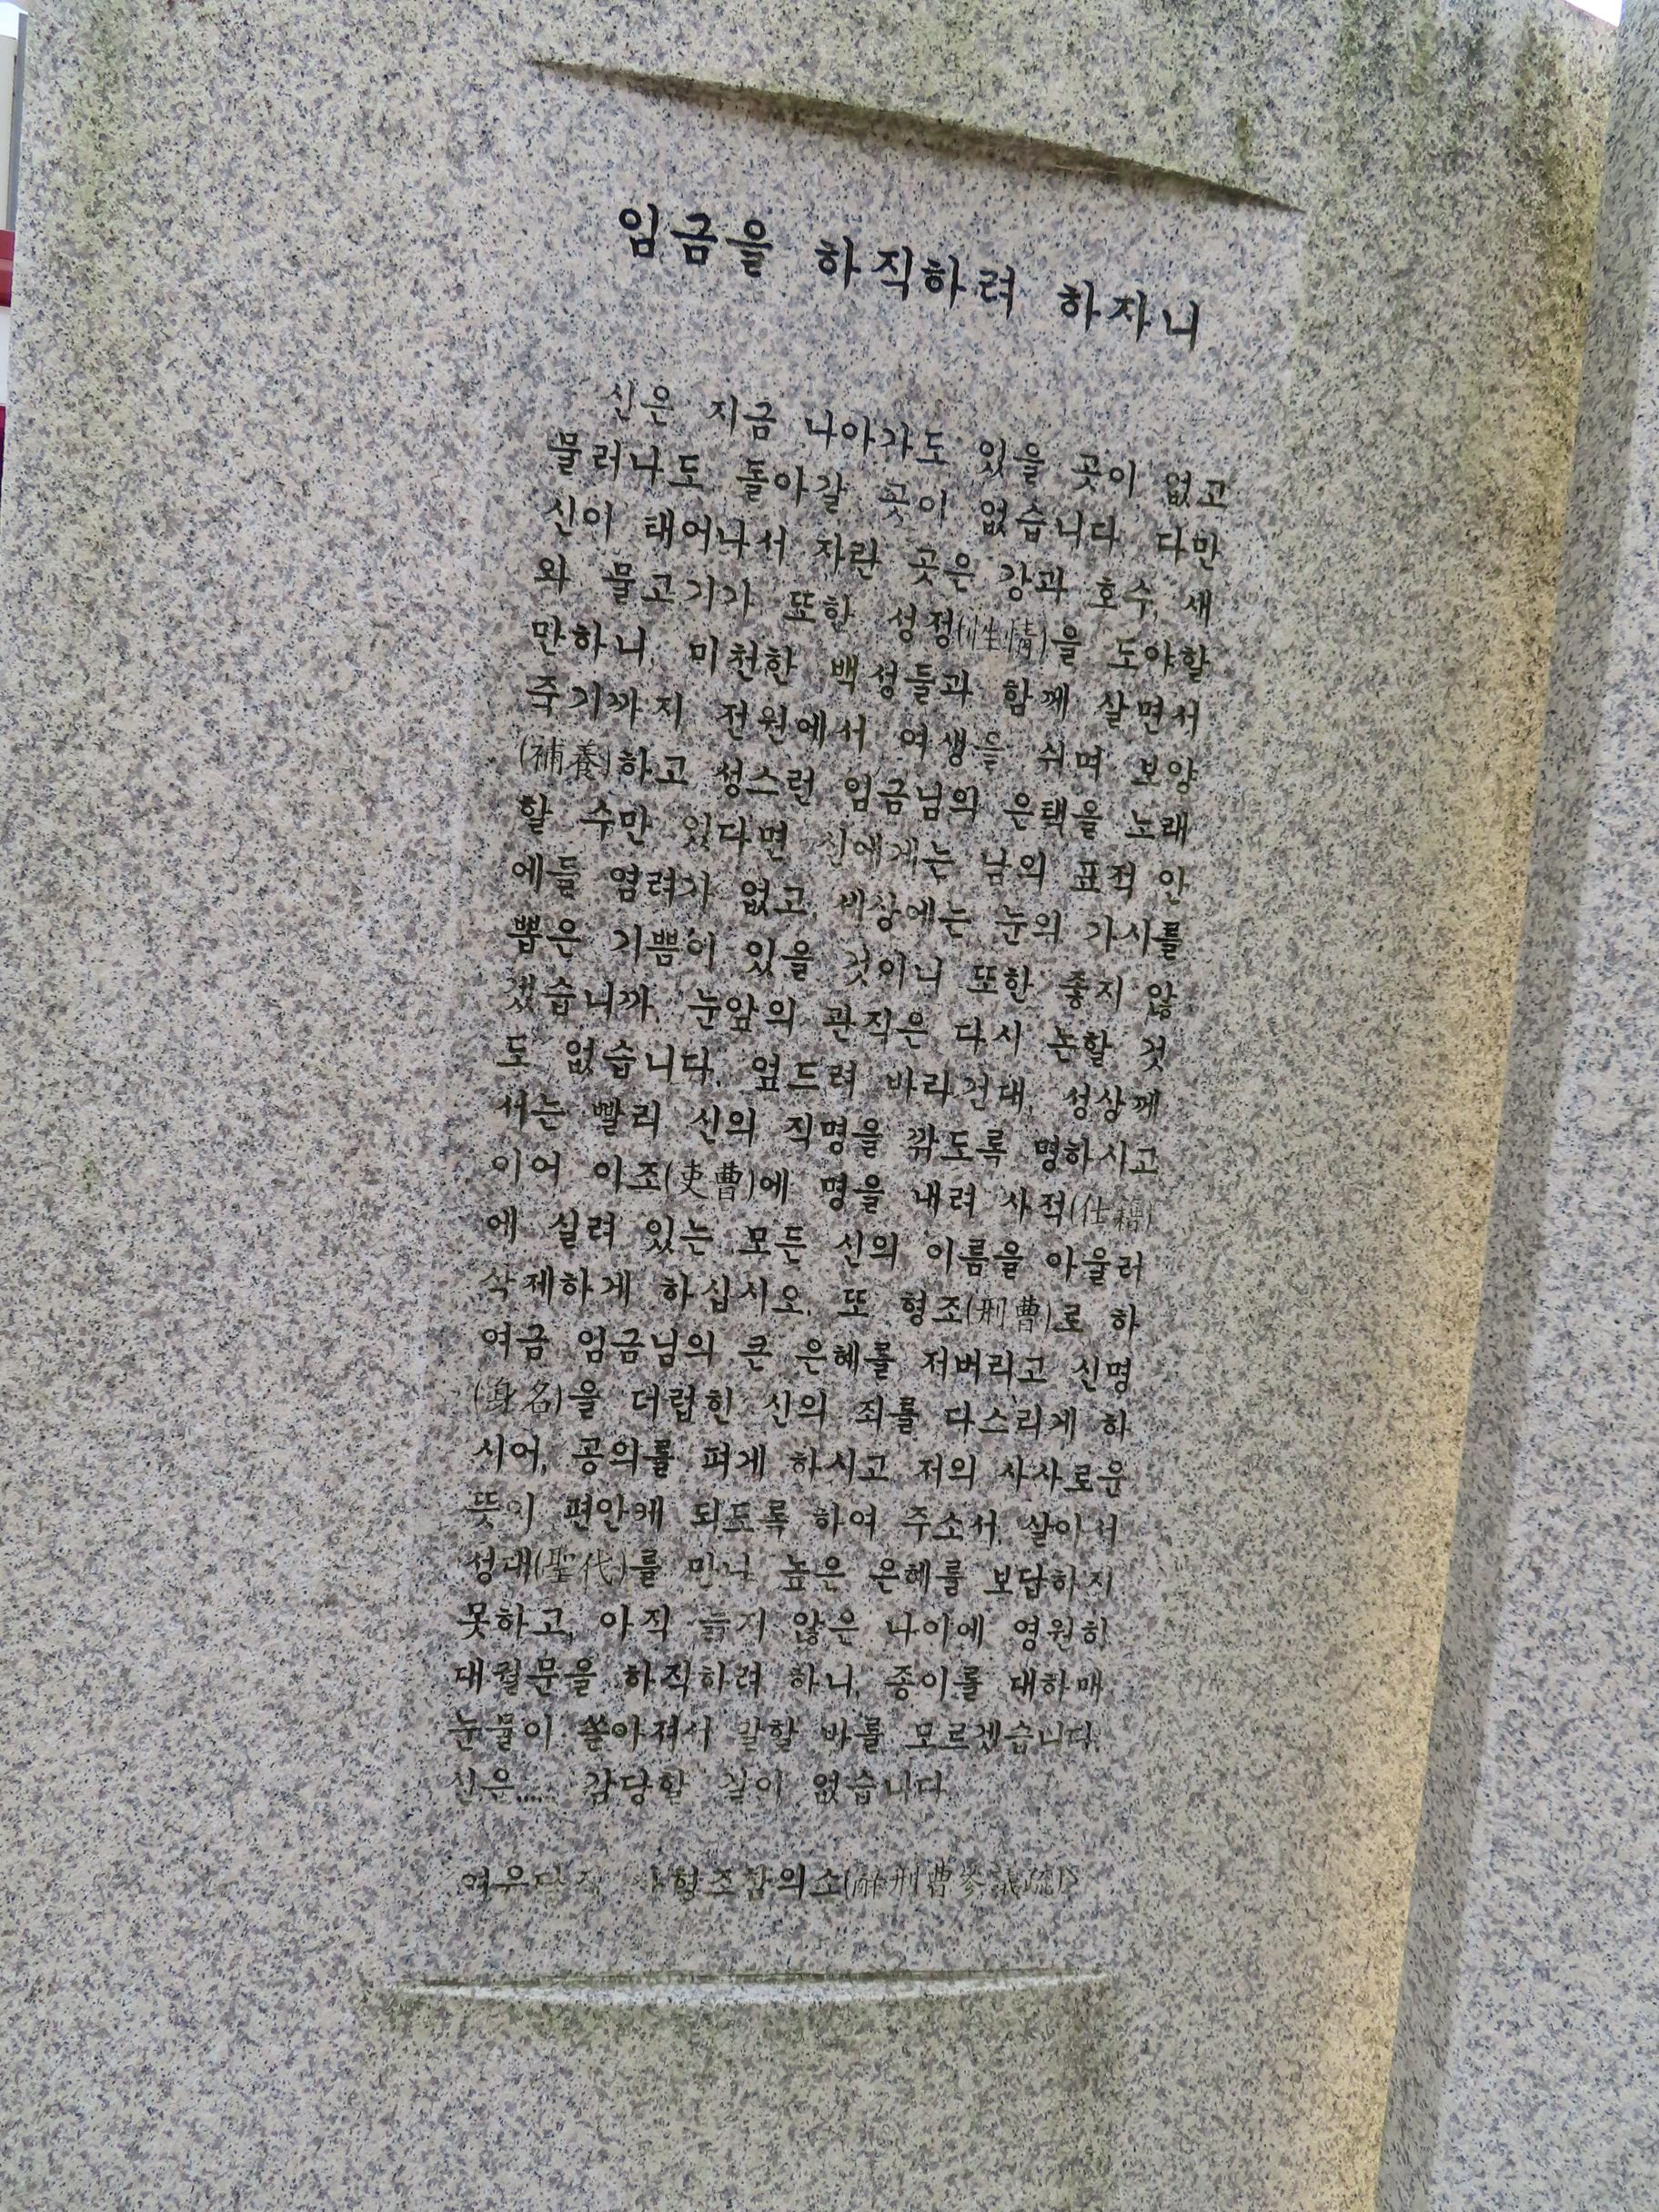 임금을 하직하려 하자니
신은 지금 나아가도 있을 곳이 없고
물러나도 돌아갈 곳이 없습니다. 다만
신이 태어나서 자란 곳은 강과 호수, 새
와 물고기가 또한 성정(性情)을 도야할
만하니, 미천한 백성들과 함께 살면서
죽기까지 전원에서 여생을 쉬며 보양
(補養)하고 성스런 임금님의 은택을 노래
할 수만 있다면 신에게는 남의 표적 안
에들 염려가 없고, 세상에는 눈의 가시를
뽑은 기쁨이 있을 것이니 또한 좋지 않
겠습니까. 눈앞의 관직은 다시 논할 것
도 없습니다. 엎드려 바라건대, 성상께
서는 빨리 신의 직명을 깎도록 명하시고
이어 이조(吏曹)에 명을 내려 사적(仕籍)
에 실려 있는 모든 신의 이름을 아울러
삭제하게 하십시오. 또 형조(刑曹)로 하
여금 임금님의 큰 은혜를 저버리고 신명
(身名)을 더럽힌 신의 죄를 다스리게 하
시어, 공의를 펴게 하시고 저의 사사로운
뜻이 편안케 되도록 하여 주소서. 살아서
성대(聖代)를 만나 높은 은혜를 보답하지
못하고, 아직 늙지 않은 나이에 영원히
대궐문을 하직하려 하니, 종이를 대하매
눈물이 쏟아져서 말할 바를 모르겠습니다.
신은..... 감당할 길이 없습니다.
사형조참의소(辭刑曹參議疏)